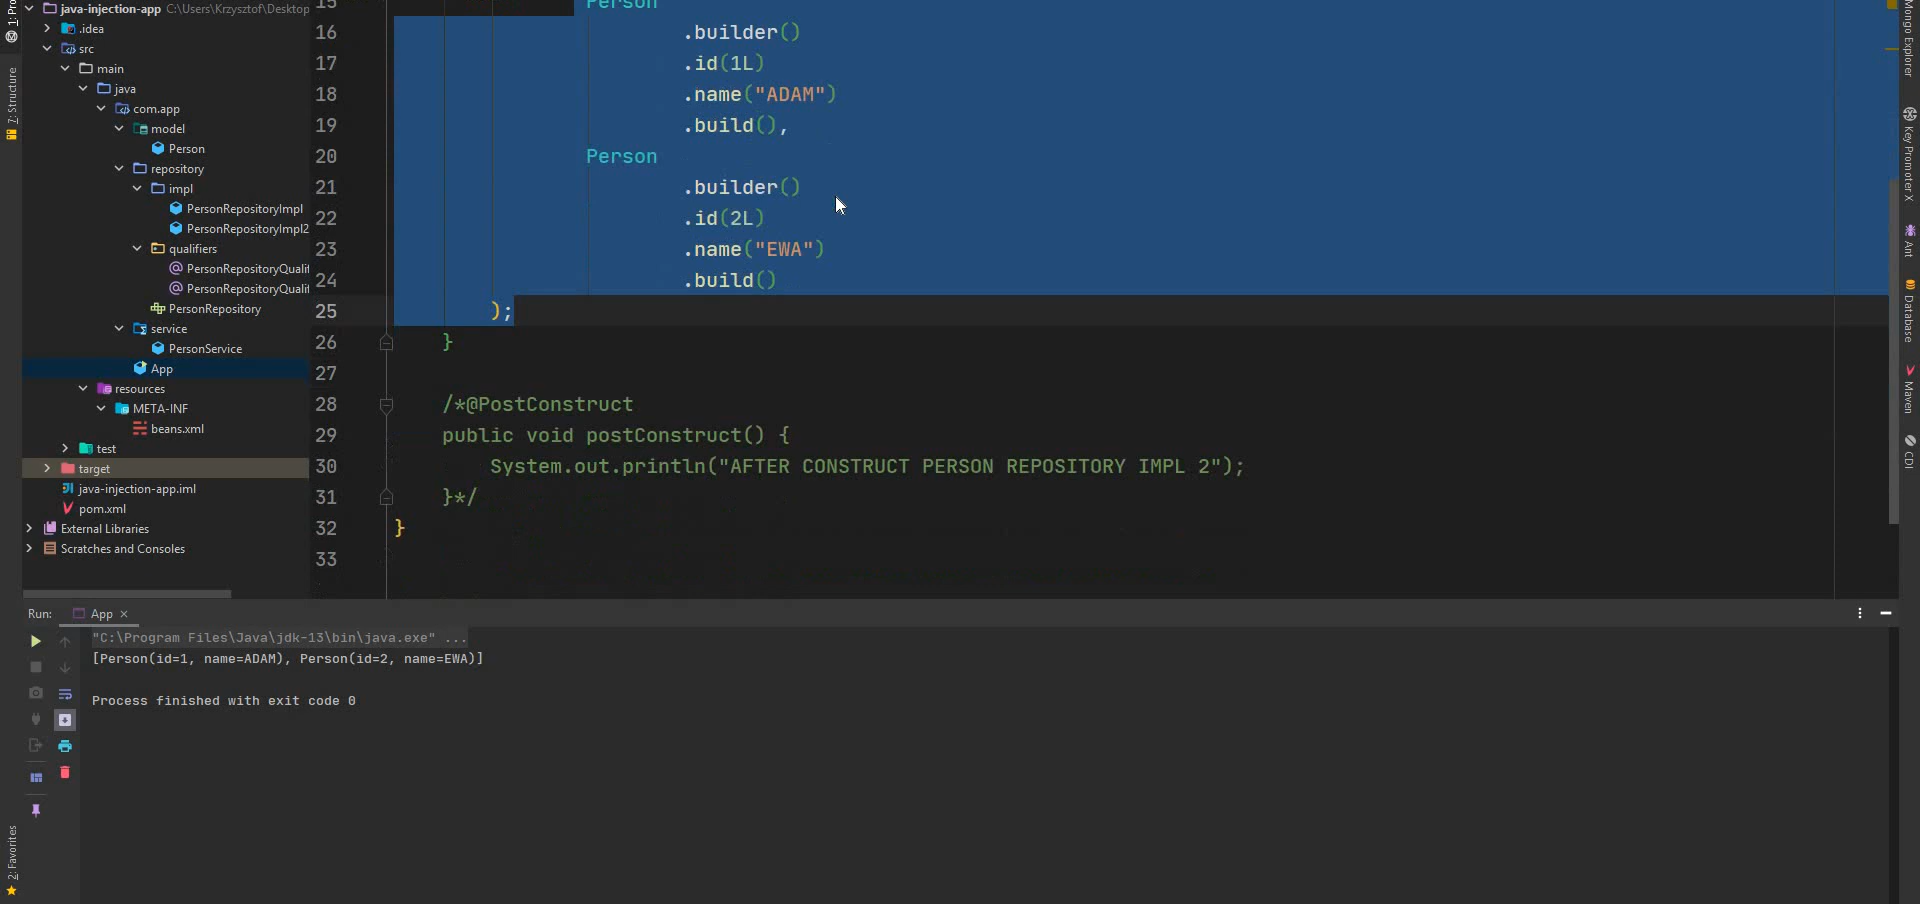 java-injection-app C:\Users\Krzysztof\Desktop
.idea
src
main
java
com.app
model
Person
repository
impl
PersonRepositoryImpl
PersonRepositoryImpl2
qualifiers
PersonRepositoryQualif
PersonRepositoryQualif
PersonRepository
service
PersonService
App
resources
META-INF
beans.xml
test
target
java-injection-app.iml
pom.xml
External Libraries
Scratches and Consoles
7: Structure
2: Favorites
15 Person
16 .builder()
17 .id(1L)
18 .name("ADAM")
19 .build(),
20 Person
21 .builder()
22 .id(2L)
23 .name("EWA")
24 .build()
25 );
26 }
27
28 /*@PostConstruct
29 public void postConstruct() {
30 System.out.println("AFTER CONSTRUCT PERSON REPOSITORY IMPL 2");
31 }*/
32 }
33
Mongo Explorer
Key Promoter X
Ant
Database
Maven
CDI
Run: App
"C:\Program Files\Java\jdk-13\bin\java.exe" ...
[Person(id=1, name=ADAM), Person(id=2, name=EWA)]
Process finished with exit code 0